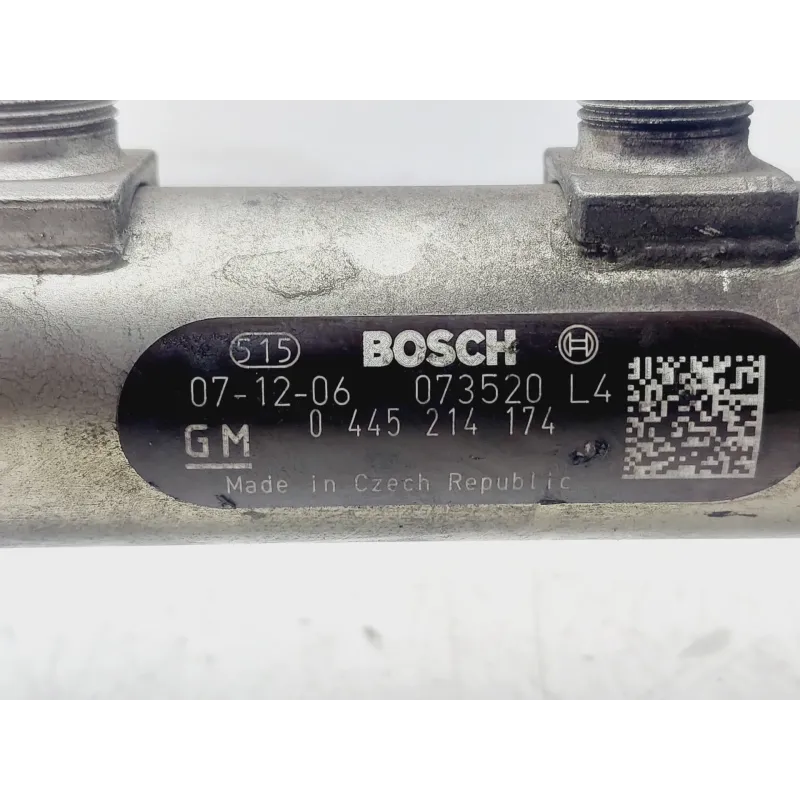 515 BOSCH
07-12-06 073520 L4
GM 0 445 214 174
Made in Czech Republic